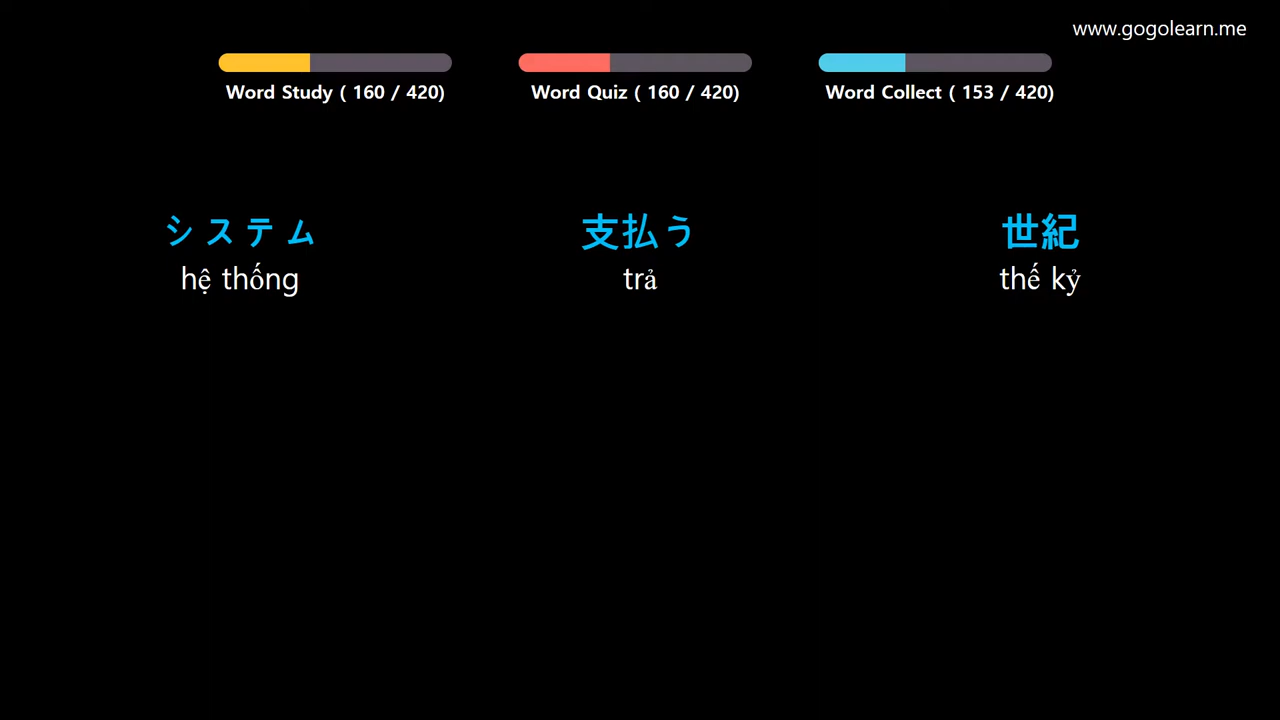 www.gogolearn.me
Word Study ( 160 / 420)
Word Quiz ( 160 / 420)
Word Collect ( 153 / 420)
システム
hệ thống
支払う
trả
世紀
thế kỷ